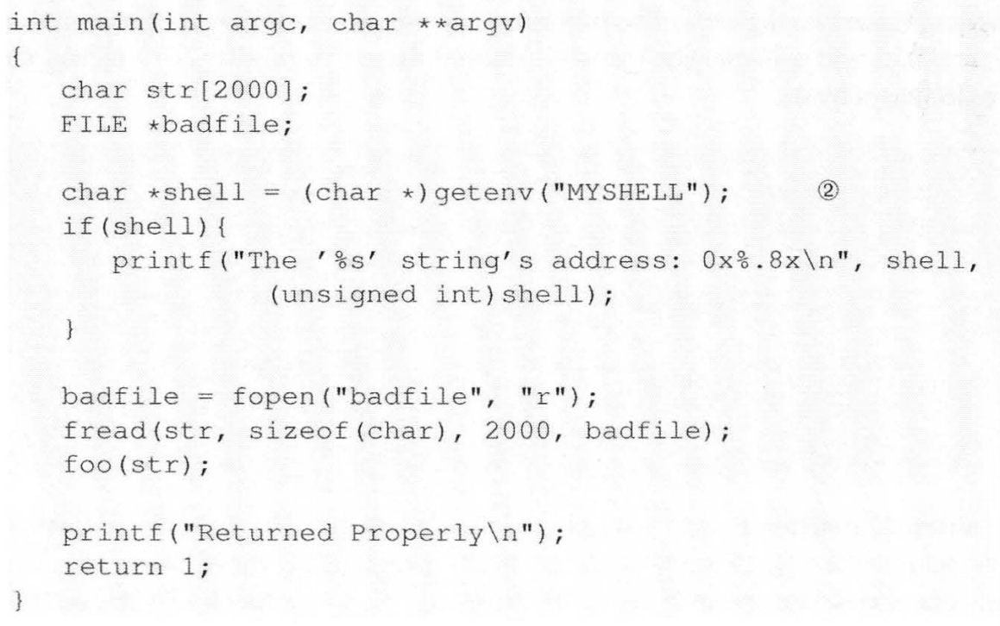 int main(int argc, char **argv)
{
   char str[2000];
   FILE *badfile;

   char *shell = (char *)getenv("MYSHELL");     ②
   if(shell){
      printf("The '%s' string's address: 0x%.8x\n", shell,
               (unsigned int)shell);
   }

   badfile = fopen("badfile", "r");
   fread(str, sizeof(char), 2000, badfile);
   foo(str);

   printf("Returned Properly\n");
   return 1;
}